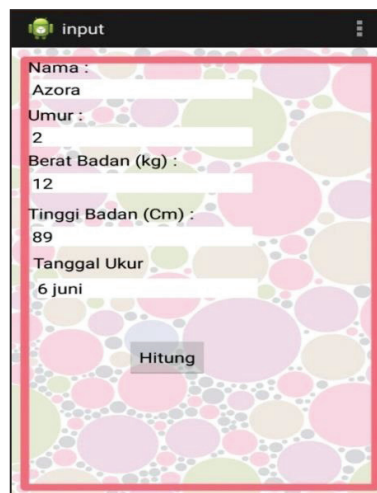 input
Nama :
Azora
Umur :
2
Berat Badan (kg) :
12
Tinggi Badan (Cm) :
89
Tanggal Ukur
6 juni
Hitung